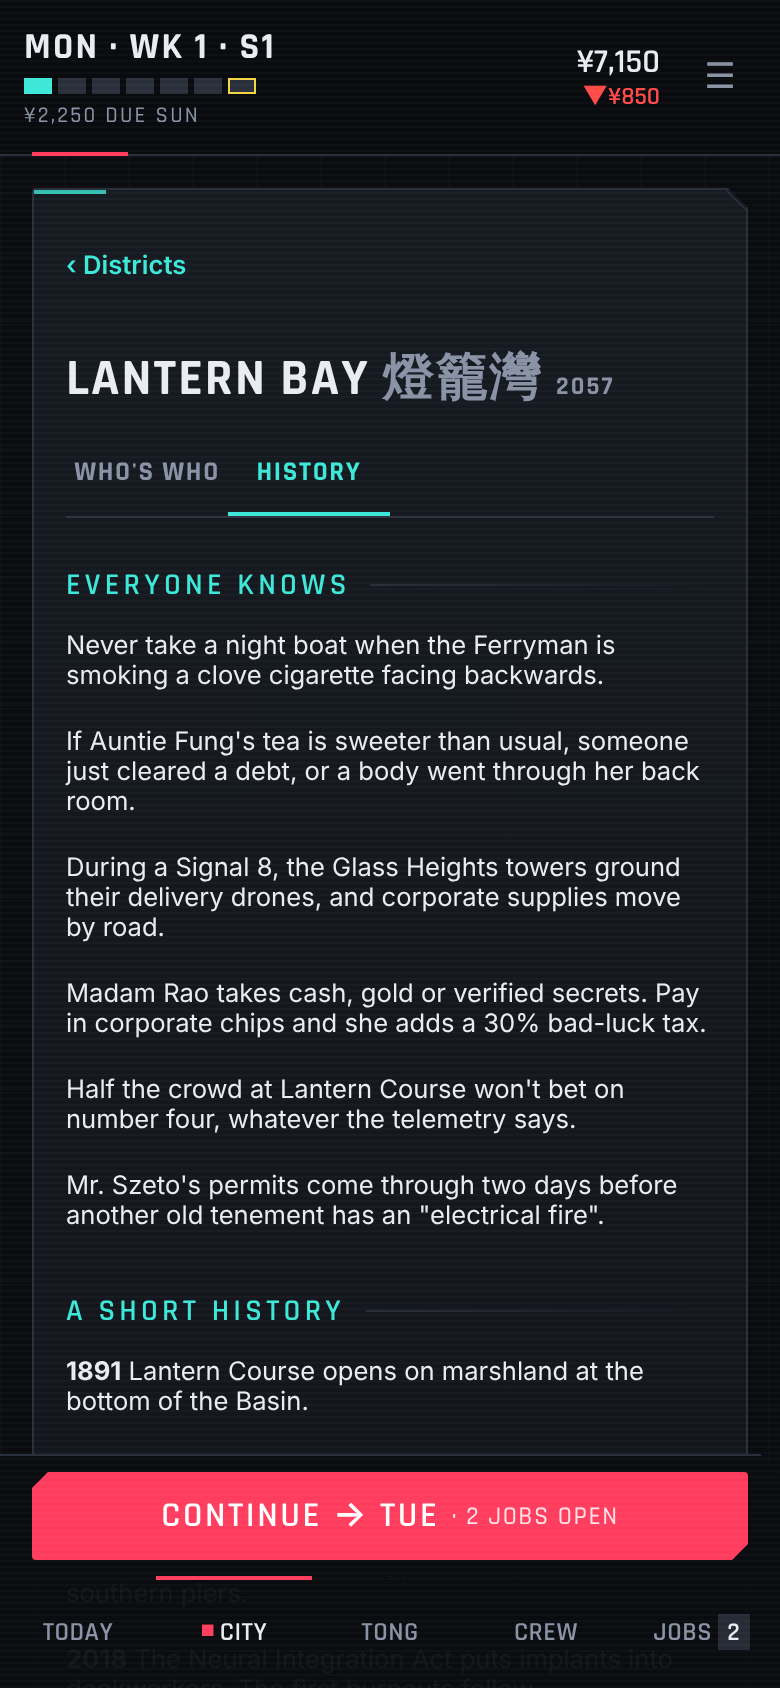 MON · WK 1 · S1
¥2,250 DUE SUN
¥7,150
▼¥850
☰
‹ Districts
LANTERN BAY 燈籠灣 2057
WHO'S WHO
HISTORY
EVERYONE KNOWS
Never take a night boat when the Ferryman is
smoking a clove cigarette facing backwards.
If Auntie Fung's tea is sweeter than usual, someone
just cleared a debt, or a body went through her back
room.
During a Signal 8, the Glass Heights towers ground
their delivery drones, and corporate supplies move
by road.
Madam Rao takes cash, gold or verified secrets. Pay
in corporate chips and she adds a 30% bad-luck tax.
Half the crowd at Lantern Course won't bet on
number four, whatever the telemetry says.
Mr. Szeto's permits come through two days before
another old tenement has an "electrical fire".
A SHORT HISTORY
1891 Lantern Course opens on marshland at the
bottom of the Basin.
CONTINUE → TUE · 2 JOBS OPEN
southern piers.
TODAY
CITY
TONG
CREW
JOBS 2
2018 The Neural Integration Act puts implants into
dockworkers. The first burnouts follow.